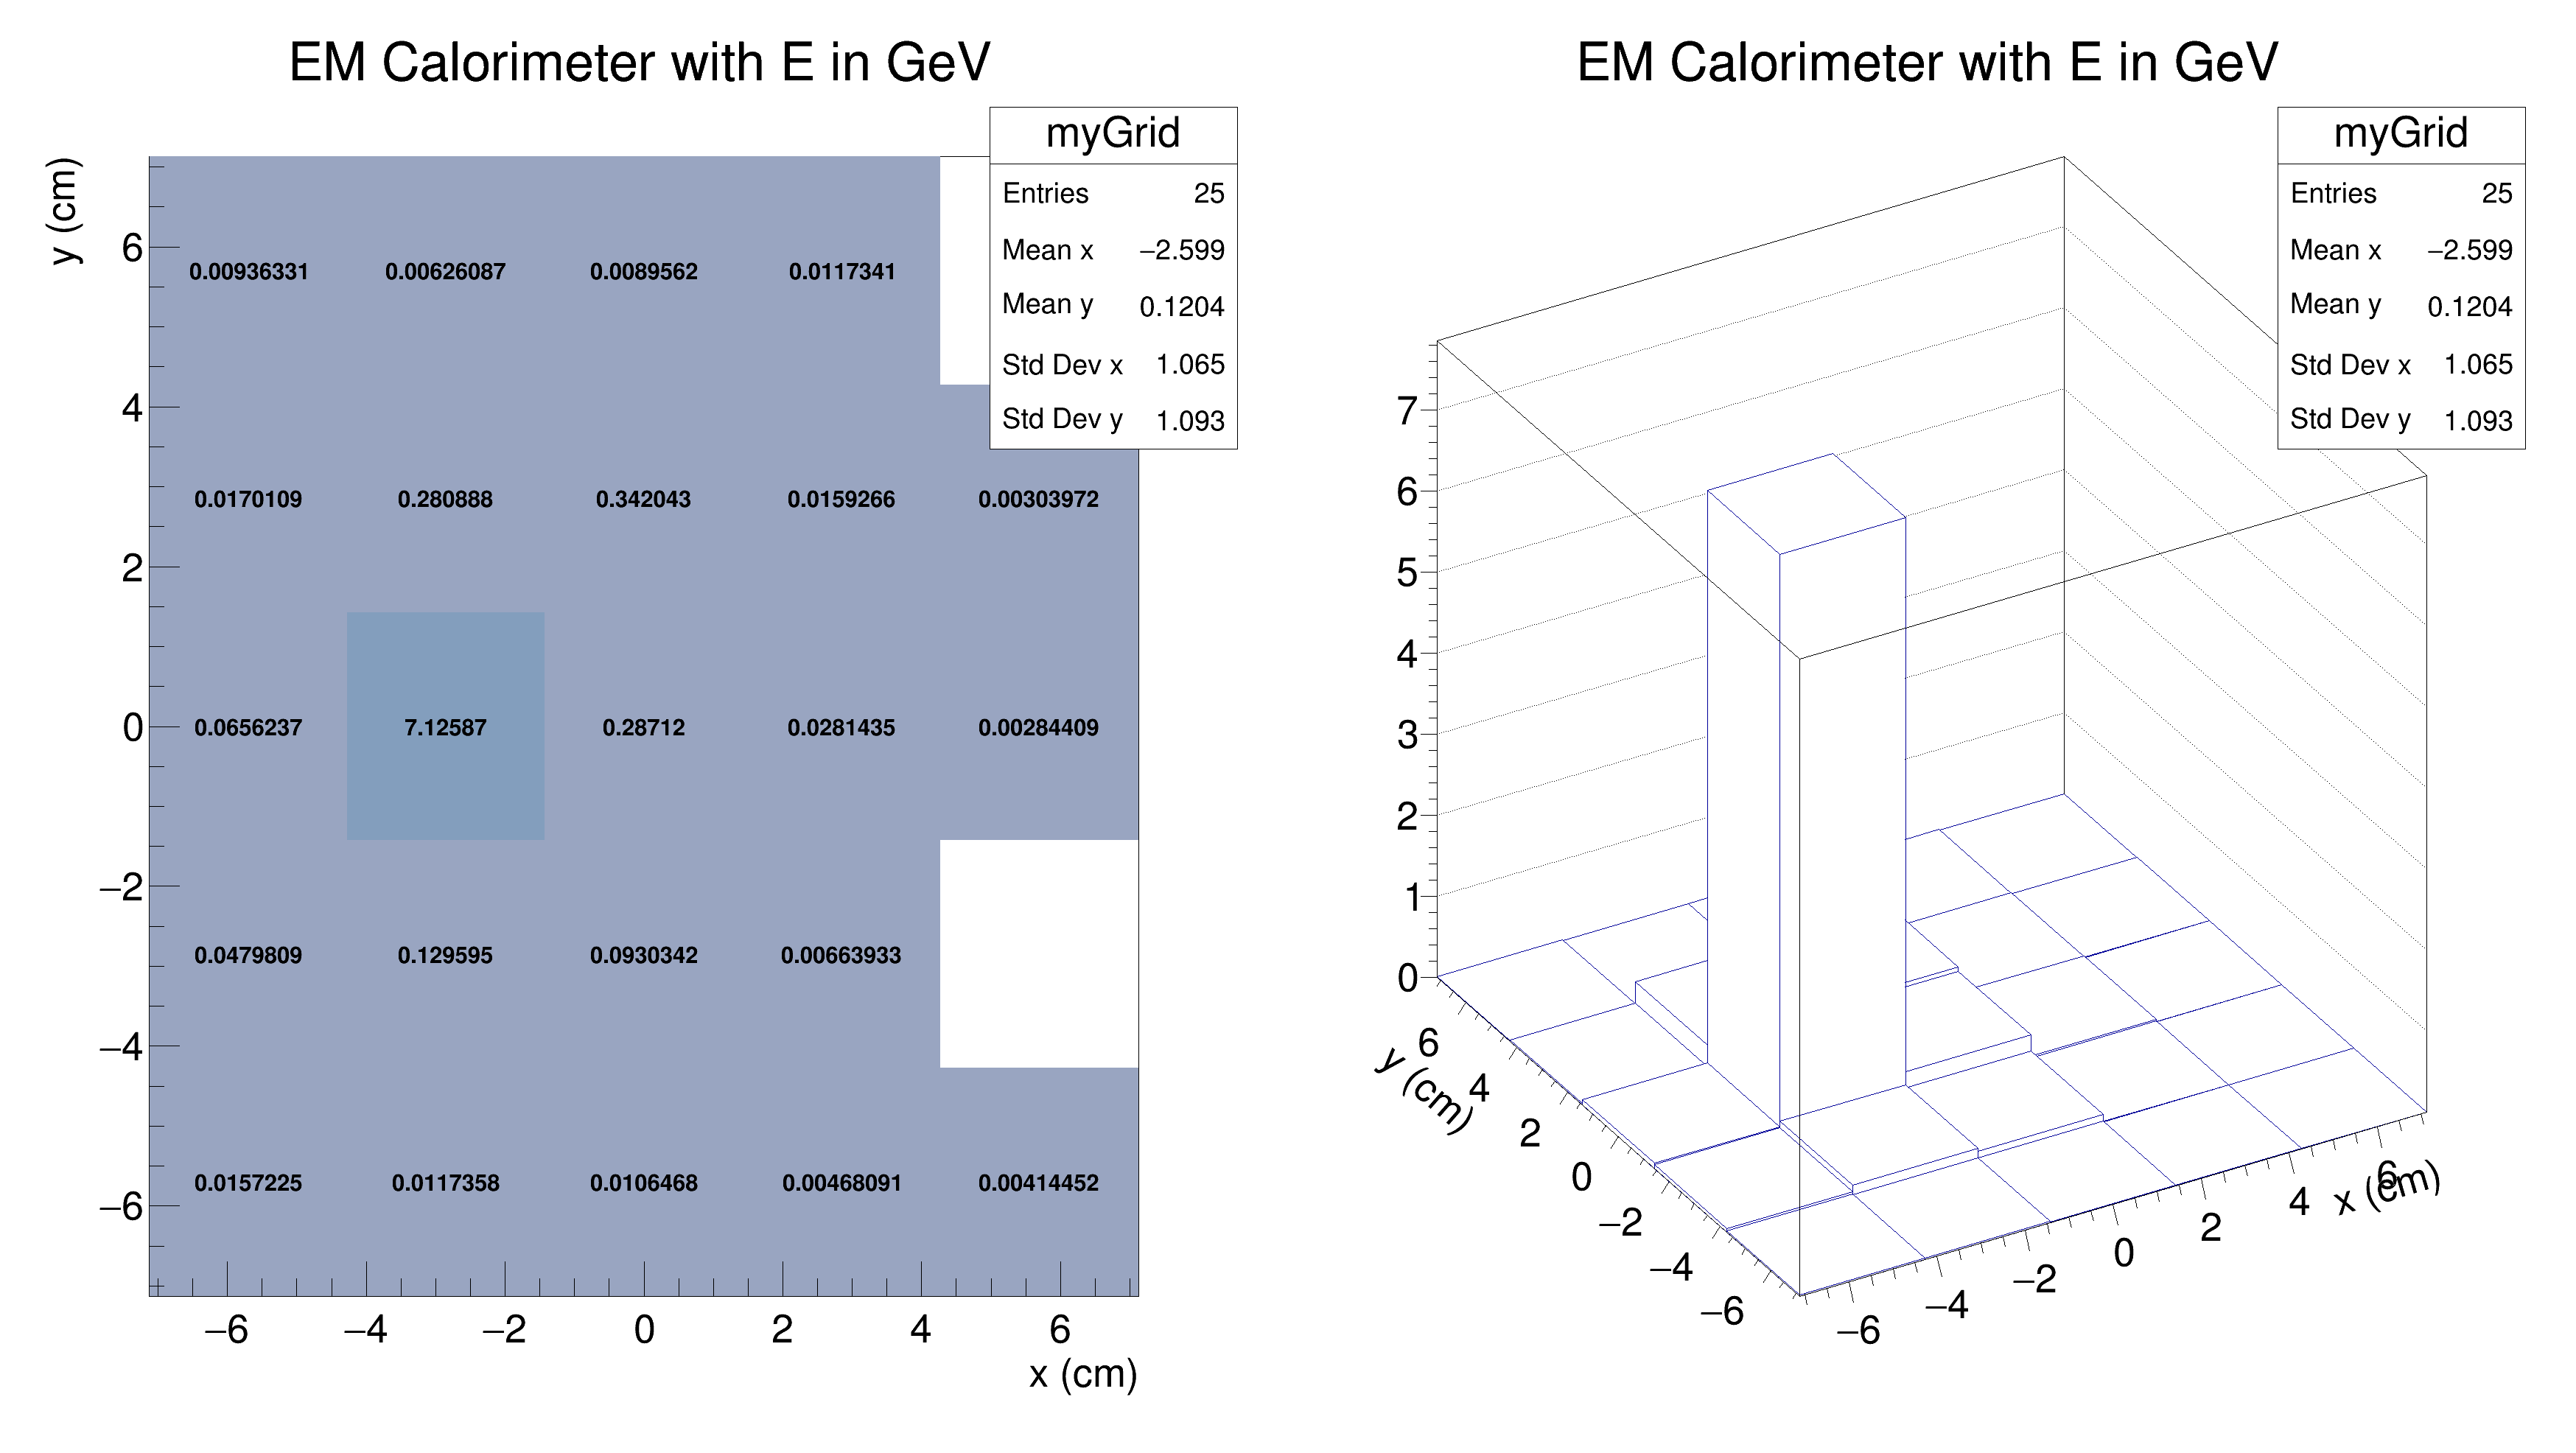 EM Calorimeter with E in GeV
myGrid
Entries 25
Mean x −2.599
Mean y 0.1204
Std Dev x 1.065
Std Dev y 1.093
y (cm)
6
4
2
0
−2
−4
−6
0.00936331 0.00626087 0.0089562 0.0117341
0.0170109 0.280888 0.342043 0.0159266 0.00303972
0.0656237 7.12587 0.28712 0.0281435 0.00284409
0.0479809 0.129595 0.0930342 0.00663933
0.0157225 0.0117358 0.0106468 0.00468091 0.00414452
−6 −4 −2 0 2 4 6
x (cm)
EM Calorimeter with E in GeV
myGrid
Entries 25
Mean x −2.599
Mean y 0.1204
Std Dev x 1.065
Std Dev y 1.093
7
6
5
4
3
2
1
0
y (cm)
6
4
2
0
−2
−4
−6
−6 −4 −2 0 2 4 6
x (cm)